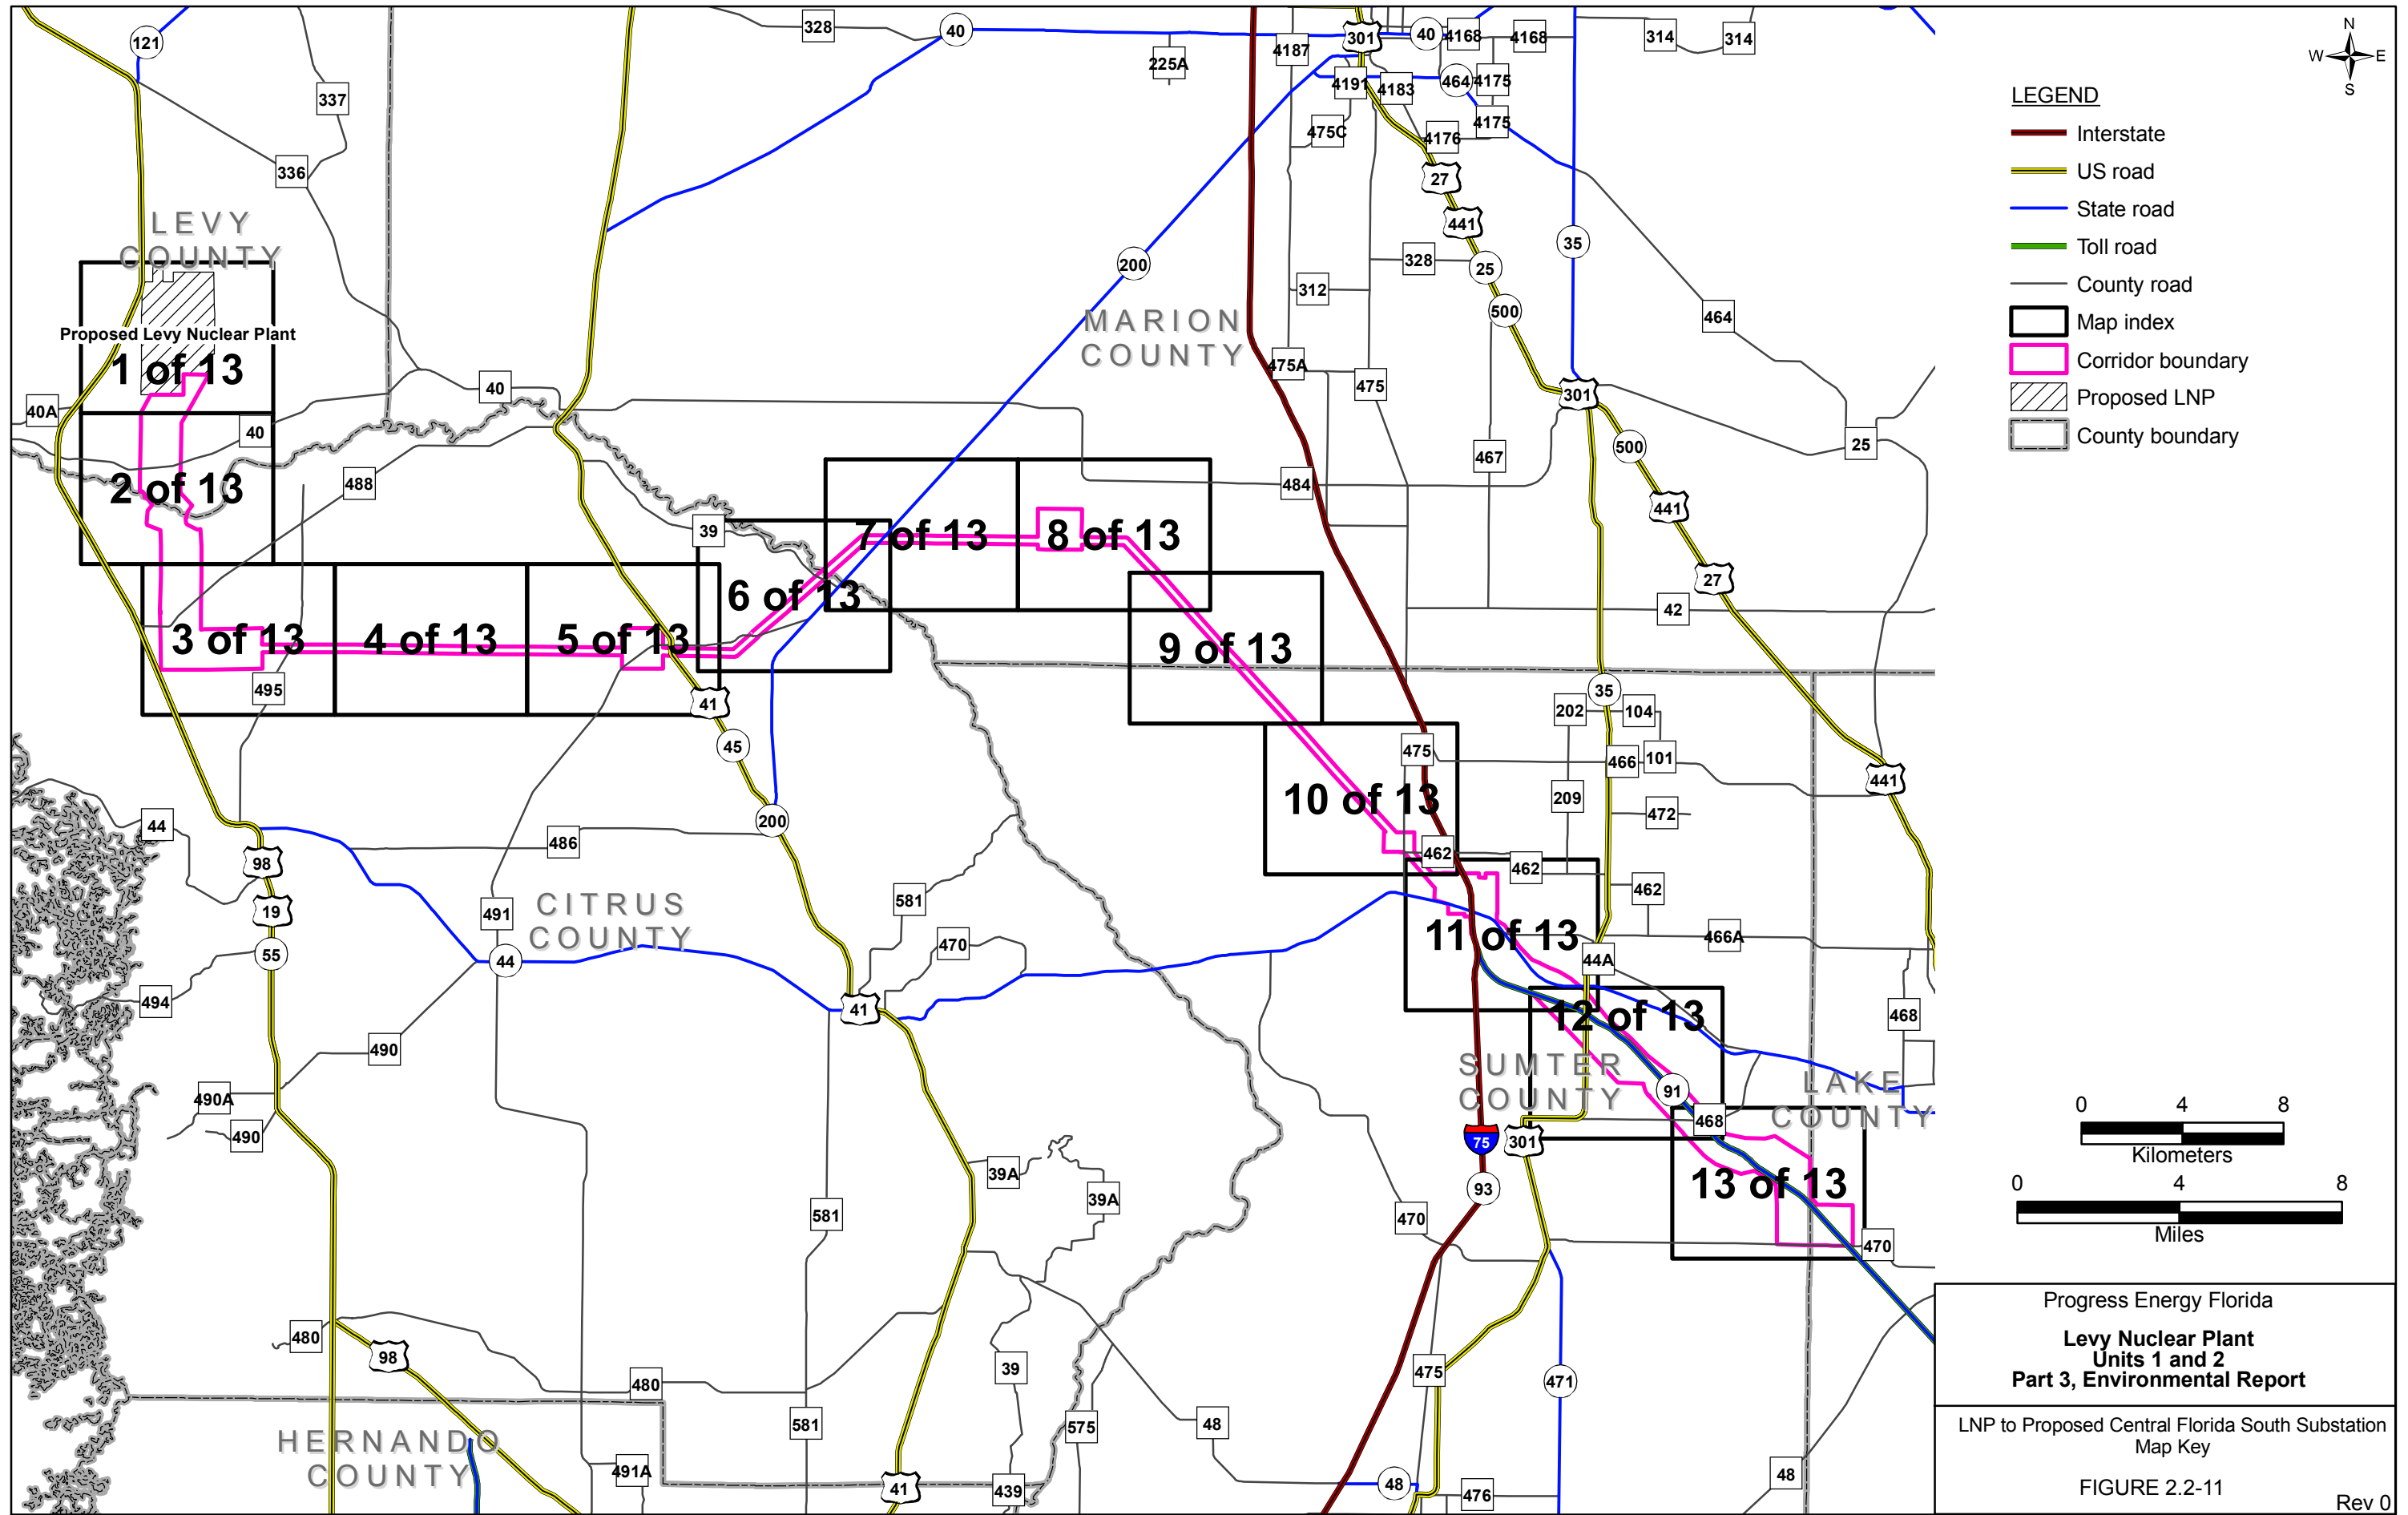 121
337
336
328
40
225A
4187
301
40
4168
4168
314
314
4191
4183
464
4175
475C
4176
4175
27
441
25
500
328
312
35
200
464
475A
475
301
500
467
484
25
441
27
42
LEVY
COUNTY
Proposed Levy Nuclear Plant
1 of 13
40A
40
40
2 of 13
488
MARION
COUNTY
39
7 of 13
8 of 13
6 of 13
3 of 13
4 of 13
5 of 13
9 of 13
495
41
45
200
35
202
104
475
466
101
441
209
472
10 of 13
44
486
98
19
55
462
462
462
491
CITRUS
COUNTY
581
470
44
11 of 13
466A
44A
494
41
12 of 13
468
490
490A
490
SUMTER
COUNTY
91
468
LAKE
COUNTY
75
301
93
39A
39A
13 of 13
581
470
470
480
98
480
39
475
471
581
575
48
HERNANDO
COUNTY
491A
41
439
48
476
48
N
W E
S
LEGEND
Interstate
US road
State road
Toll road
County road
Map index
Corridor boundary
Proposed LNP
County boundary
0 4 8
Kilometers
0 4 8
Miles
Progress Energy Florida
Levy Nuclear Plant
Units 1 and 2
Part 3, Environmental Report
LNP to Proposed Central Florida South Substation
Map Key
FIGURE 2.2-11
Rev 0